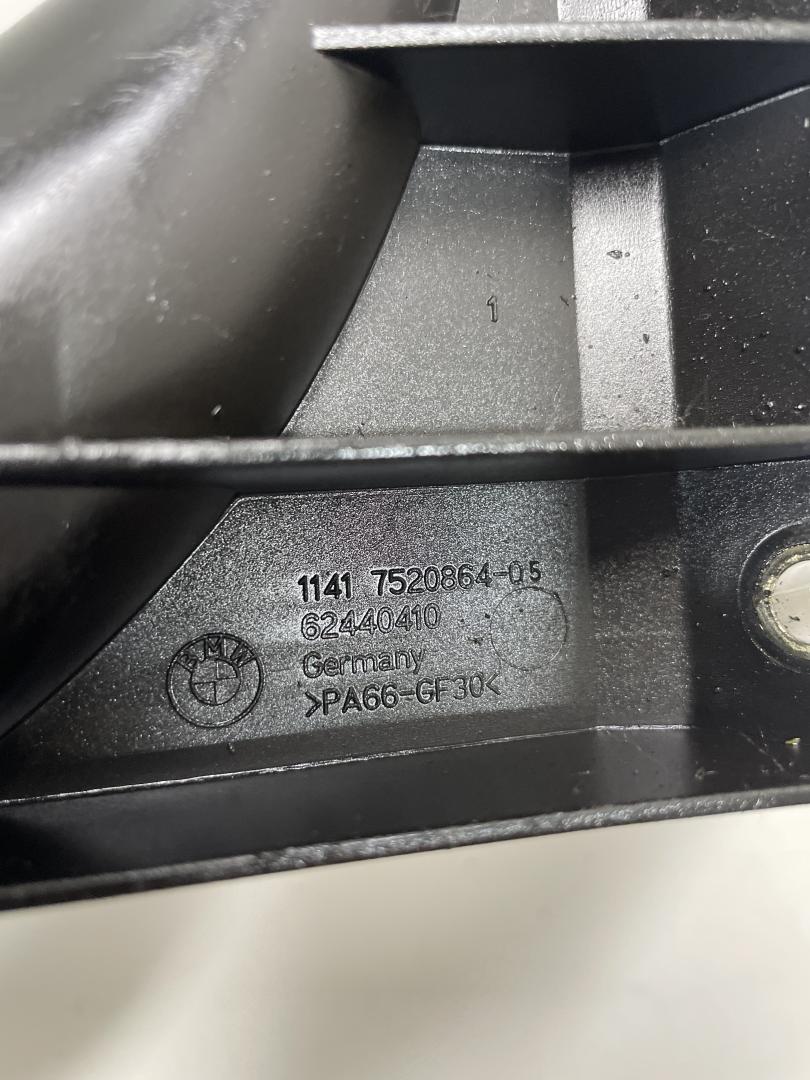 1
1141 7520864-05
62440410
BMW
Germany
>PA66-GF30<